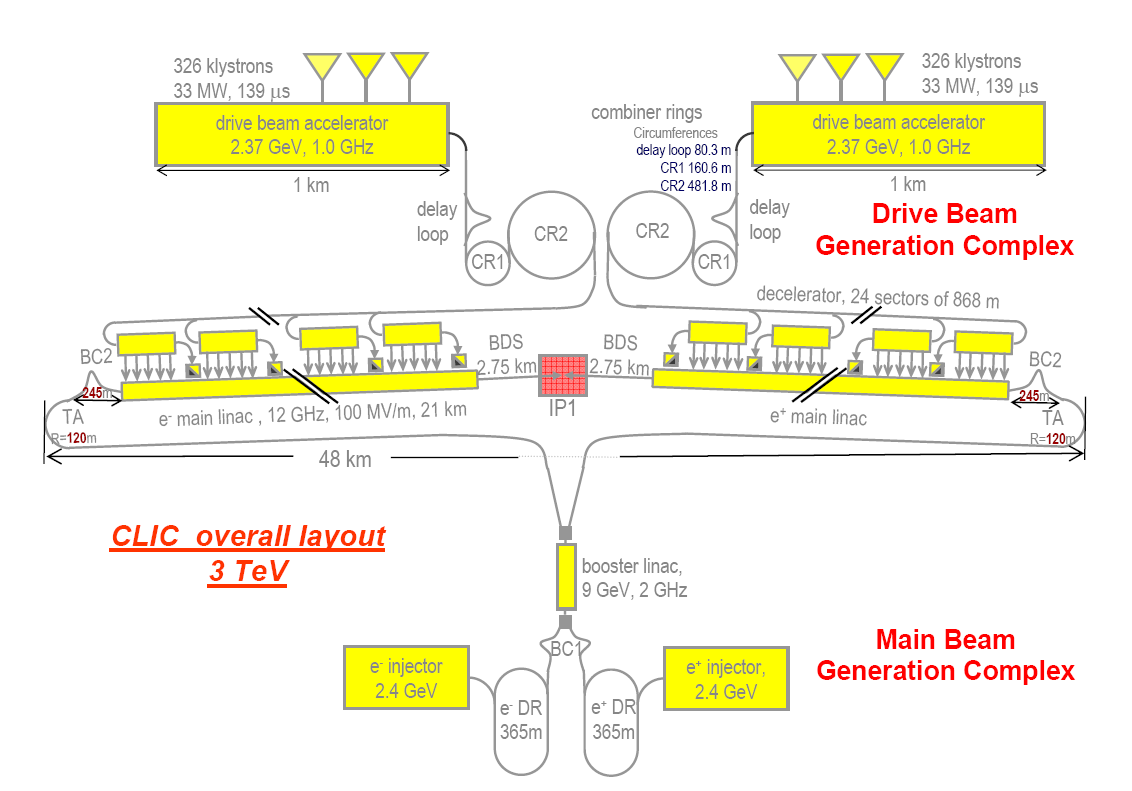 326 klystrons
33 MW, 139 μs
drive beam accelerator
2.37 GeV, 1.0 GHz
1 km
combiner rings
Circumferences
delay loop 80.3 m
CR1 160.6 m
CR2 481.8 m
326 klystrons
33 MW, 139 μs
drive beam accelerator
2.37 GeV, 1.0 GHz
1 km
Drive Beam
Generation Complex
delay
loop
CR1
CR2
CR2
CR1
delay
loop
decelerator, 24 sectors of 868 m
BC2
245m
TA
R=120m
BDS
2.75 km
IP1
BDS
2.75 km
BC2
245m
TA
R=120m
e- main linac , 12 GHz, 100 MV/m, 21 km
e+ main linac
48 km
CLIC overall layout
3 TeV
booster linac,
9 GeV, 2 GHz
Main Beam
Generation Complex
BC1
e- injector
2.4 GeV
e- DR
365m
e+ DR
365m
e+ injector,
2.4 GeV